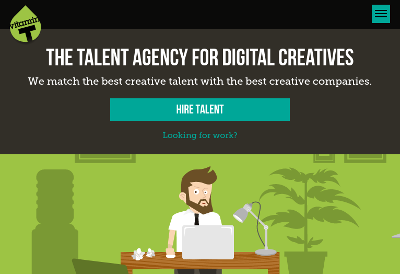 vitamin
T
THE TALENT AGENCY FOR DIGITAL CREATIVES
We match the best creative talent with the best creative companies.
HIRE TALENT
Looking for work?